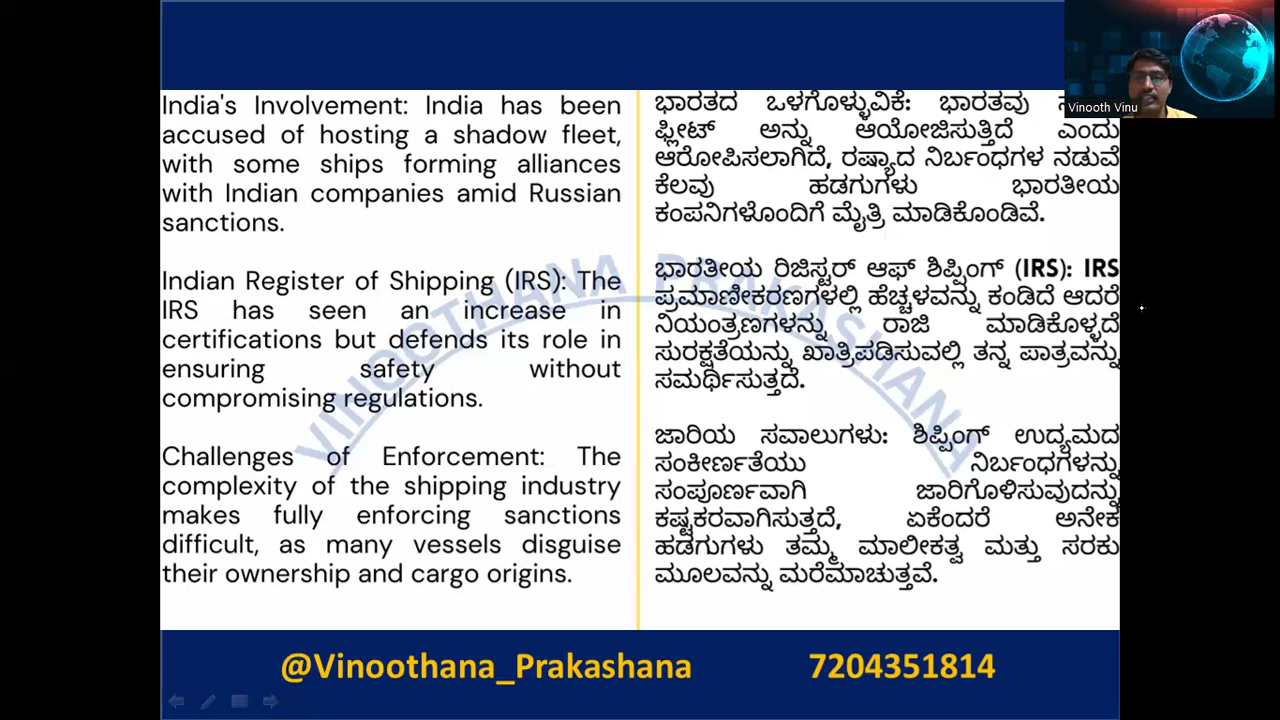 India's Involvement: India has been
accused of hosting a shadow fleet,
with some ships forming alliances
with Indian companies amid Russian
sanctions.
Indian Register of Shipping (IRS): The
IRS has seen an increase in
certifications but defends its role in
ensuring safety without
compromising regulations.
Challenges of Enforcement: The
complexity of the shipping industry
makes fully enforcing sanctions
difficult, as many vessels disguise
their ownership and cargo origins.
ಭಾರತದ ಒಳಗೊಳ್ಳುವಿಕೆ: ಭಾರತವು
ಫ್ಲೀಟ್ ಅನ್ನು ಆಯೋಜಿಸುತ್ತಿದೆ ಎಂದು
ಆರೋಪಿಸಲಾಗಿದೆ, ರಷ್ಯಾದ ನಿರ್ಬಂಧಗಳ ನಡುವೆ
ಕೆಲವು ಹಡಗುಗಳು ಭಾರತೀಯ
ಕಂಪನಿಗಳೊಂದಿಗೆ ಮೈತ್ರಿ ಮಾಡಿಕೊಂಡಿವೆ.
ಭಾರತೀಯ ರಿಜಿಸ್ಟರ್ ಆಫ್ ಶಿಪ್ಪಿಂಗ್ (IRS): IRS
ಪ್ರಮಾಣೀಕರಣಗಳಲ್ಲಿ ಹೆಚ್ಚಳವನ್ನು ಕಂಡಿದೆ ಆದರೆ
ನಿಯಂತ್ರಣಗಳನ್ನು ರಾಜಿ ಮಾಡಿಕೊಳ್ಳದೆ
ಸುರಕ್ಷತೆಯನ್ನು ಖಾತ್ರಿಪಡಿಸುವಲ್ಲಿ ತನ್ನ ಪಾತ್ರವನ್ನು
ಸಮರ್ಥಿಸುತ್ತದೆ.
ಜಾರಿಯ ಸವಾಲುಗಳು: ಶಿಪ್ಪಿಂಗ್ ಉದ್ಯಮದ
ಸಂಕೀರ್ಣತೆಯು ನಿರ್ಬಂಧಗಳನ್ನು
ಸಂಪೂರ್ಣವಾಗಿ ಜಾರಿಗೊಳಿಸುವುದನ್ನು
ಕಷ್ಟಕರವಾಗಿಸುತ್ತದೆ, ಏಕೆಂದರೆ ಅನೇಕ
ಹಡಗುಗಳು ತಮ್ಮ ಮಾಲೀಕತ್ವ ಮತ್ತು ಸರಕು
ಮೂಲವನ್ನು ಮರೆಮಾಚುತ್ತವೆ.
VINOOTHANA PRAKASHANA
Vinooth Vinu
@Vinoothana_Prakashana 7204351814